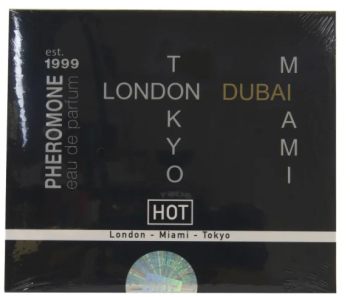 est.
1999
PHEROMONE
eau de parfum
TOKYO
LONDON
DUBAI
MIAMI
HOT
London - Miami - Tokyo